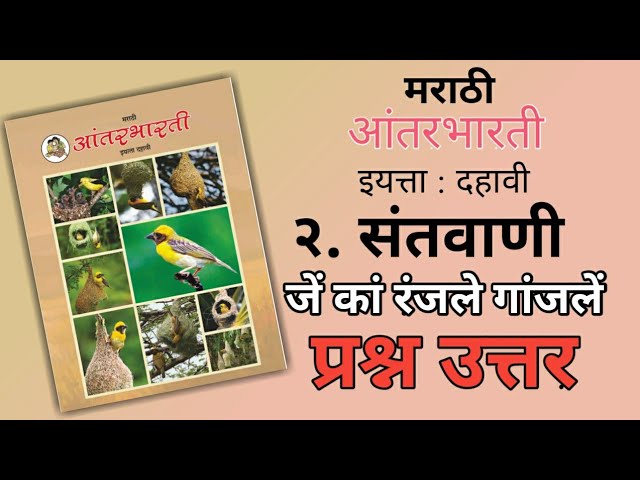 मराठी
आंतरभारती
इयत्ता दहावी
मराठी
आंतरभारती
इयत्ता : दहावी
२. संतवाणी
जें कां रंजले गांजलें
प्रश्न उत्तर